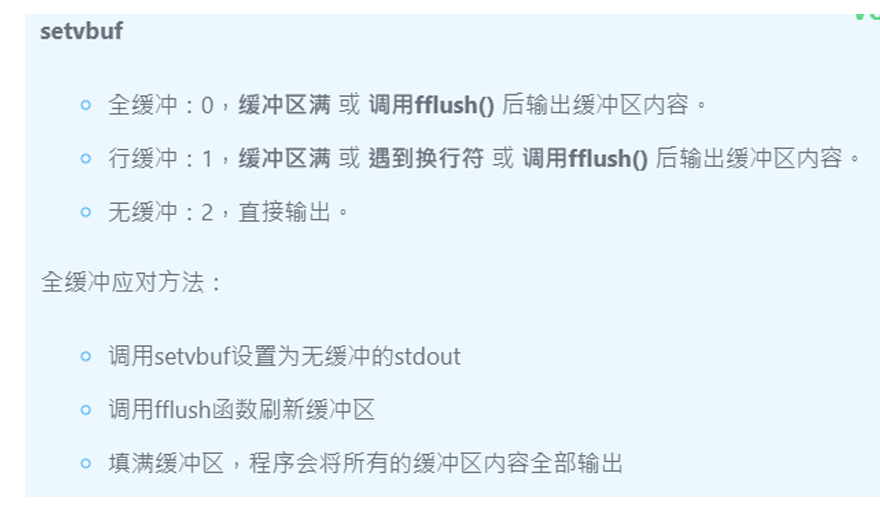 setvbuf
全缓冲：0，缓冲区满 或 调用fflush() 后输出缓冲区内容。
行缓冲：1，缓冲区满 或 遇到换行符 或 调用fflush() 后输出缓冲区内容。
无缓冲：2，直接输出。
全缓冲应对方法：
调用setvbuf设置为无缓冲的stdout
调用fflush函数刷新缓冲区
填满缓冲区，程序会将所有的缓冲区内容全部输出